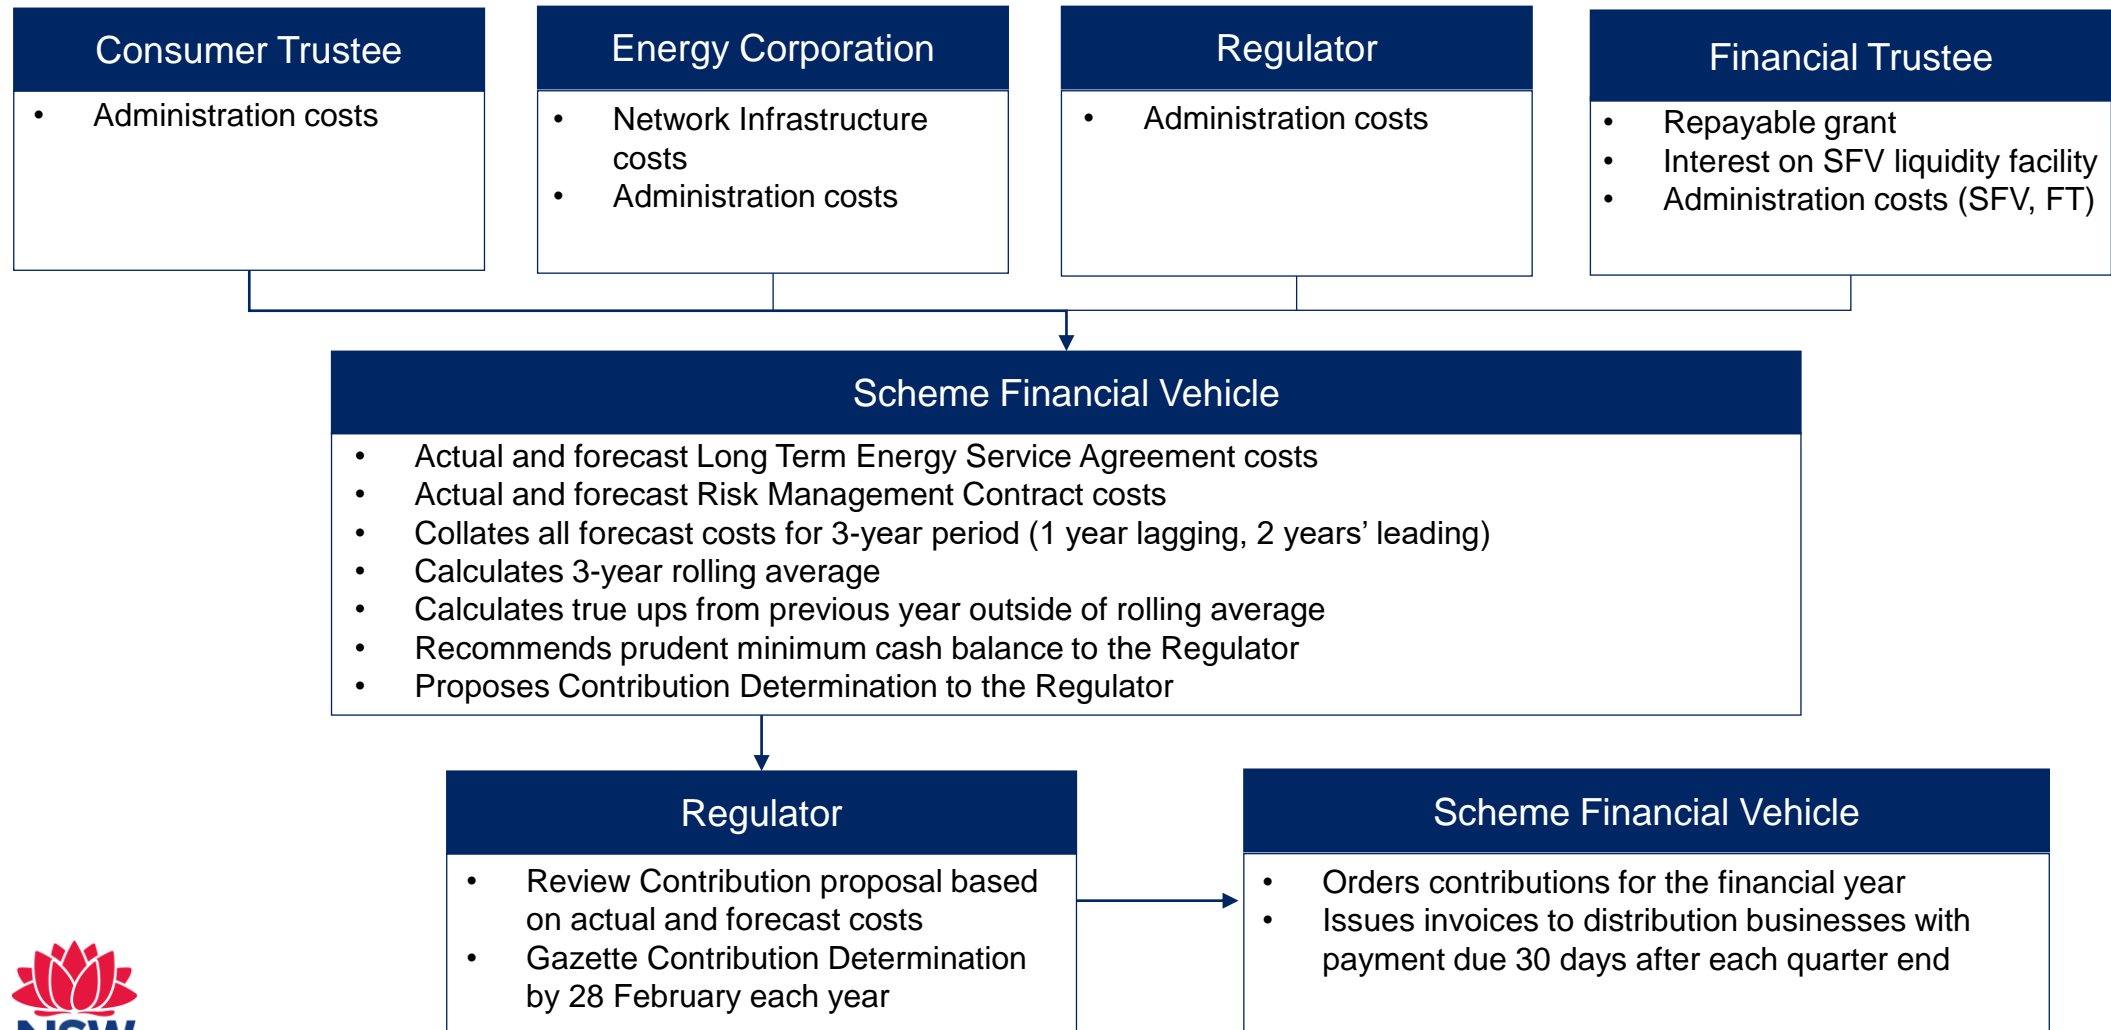 Consumer Trustee
• Administration costs
Energy Corporation
• Network Infrastructure
costs
• Administration costs
Regulator
• Administration costs
Financial Trustee
• Repayable grant
• Interest on SFV liquidity facility
• Administration costs (SFV, FT)
Scheme Financial Vehicle
• Actual and forecast Long Term Energy Service Agreement costs
• Actual and forecast Risk Management Contract costs
• Collates all forecast costs for 3-year period (1 year lagging, 2 years’ leading)
• Calculates 3-year rolling average
• Calculates true ups from previous year outside of rolling average
• Recommends prudent minimum cash balance to the Regulator
• Proposes Contribution Determination to the Regulator
Regulator
• Review Contribution proposal based
on actual and forecast costs
• Gazette Contribution Determination
by 28 February each year
Scheme Financial Vehicle
• Orders contributions for the financial year
• Issues invoices to distribution businesses with
payment due 30 days after each quarter end
NSW